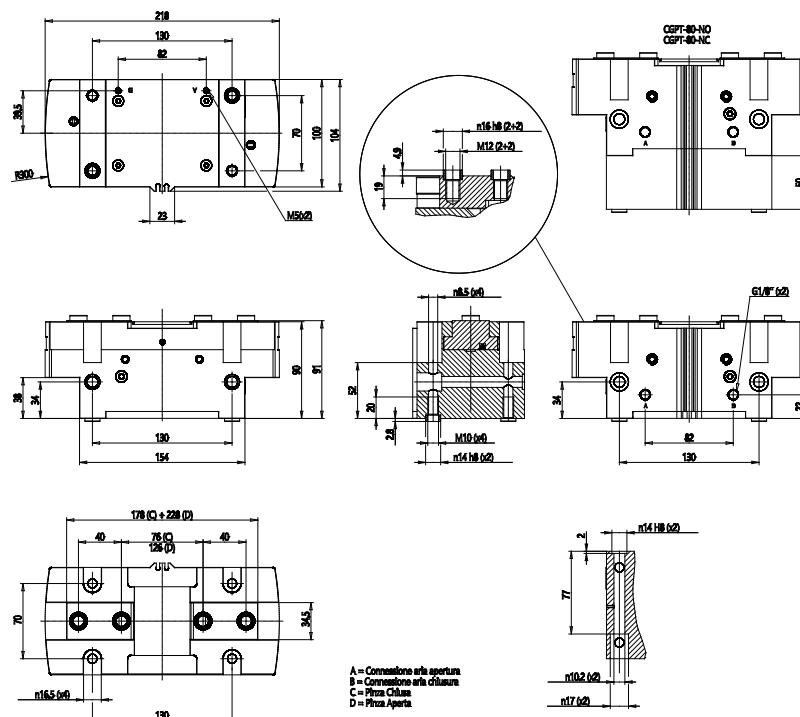 218
130
82
39,5
G
V
70
100
104
R300
23
M5(x2)
n16 h8 (2+2)
M12 (2+2)
4,9
19
CGPT-80-NO
CGPT-80-NC
A
B
38
34
90
91
130
154
n8.5 (x4)
52
20
2,8
M10 (x4)
n14 h8 (x2)
G1/8" (x2)
34
A
B
82
130
178 (C) ÷ 228 (D)
40
76 (C)
40
126 (D)
70
34,5
n16.5 (x4)
130
n14 H8 (x2)
2
77
n10.2 (x2)
n17 (x2)
A = Connessione aria apertura
B = Connessione aria chiusura
C = Pinza Chiusa
D = Pinza Aperta